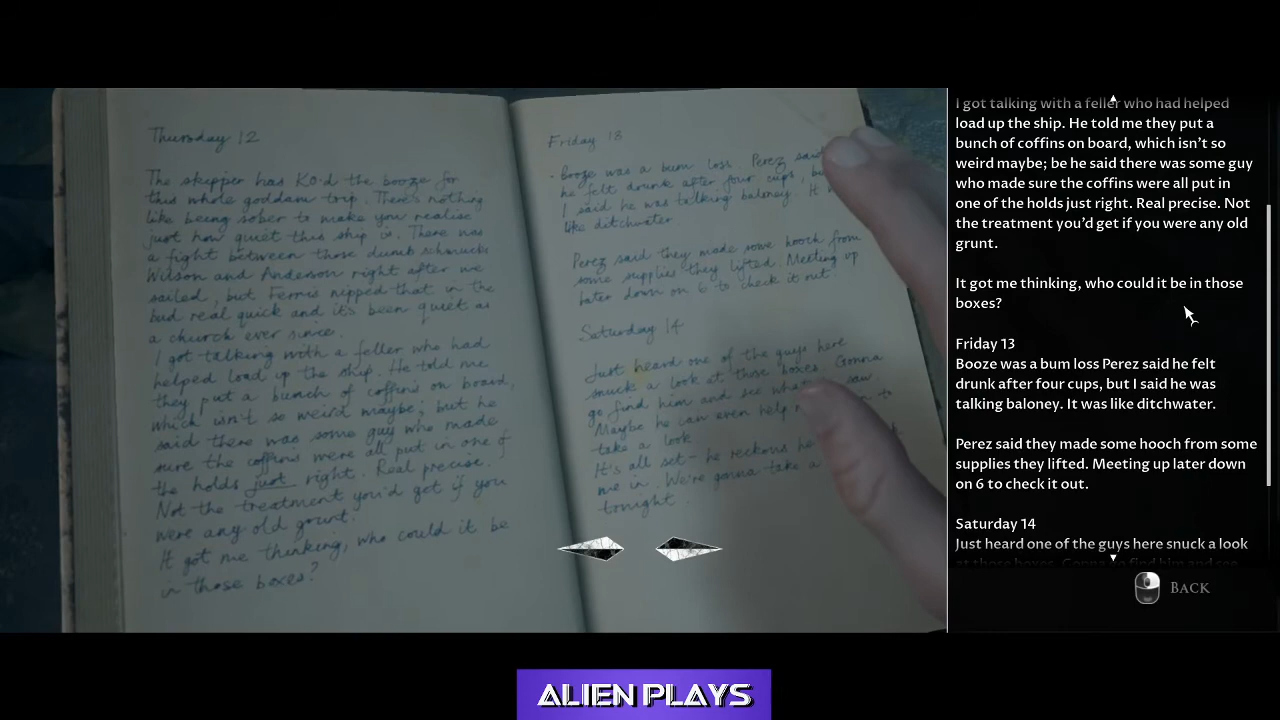 Thursday 12
The skipper has KO'd the booze for
this whole goddam trip. There's nothing
like being sober to make you realise
just how quiet this ship is. There was
a fight between those dumb schmucks
Wilson and Anderson right after we
sailed, but Fernie nipped that in the
bud real quick and it's been quiet as
a church ever since.
I got talking with a feller who had
helped load up the ship. He told me
they put a bunch of coffins on board,
which isn't so weird maybe; but he
said there was some guy who made
sure the coffins were all put in one of
the holds just right. Real precise.
Not the treatment you'd get if you
were any old grunt.
It got me thinking, who could it be
in those boxes?
Friday 13
Booze was a bum loss Perez said
he felt drunk after four cups, bu
I said he was talking baloney. It w
like ditchwater
Perez said they made some hooch from
some supplies they lifted. Meeting up
later down on 6 to check it out
Saturday 14
Just heard one of the guys here
snuck a look at those boxes. Gonna
go find him and see what saw
Maybe he can even help to
take a look
It's all set - he reckons he
me in. We're gonna take a
tonight
I got talking with a feller who had helped
load up the ship. He told me they put a
bunch of coffins on board, which isn't so
weird maybe; be he said there was some guy
who made sure the coffins were all put in
one of the holds just right. Real precise. Not
the treatment you'd get if you were any old
grunt.
It got me thinking, who could it be in those
boxes?
Friday 13
Booze was a bum loss Perez said he felt
drunk after four cups, but I said he was
talking baloney. It was like ditchwater.
Perez said they made some hooch from some
supplies they lifted. Meeting up later down
on 6 to check it out.
Saturday 14
Just heard one of the guys here snuck a look
at those boxes. Gonna go find him and see
BACK
ALIEN PLAYS